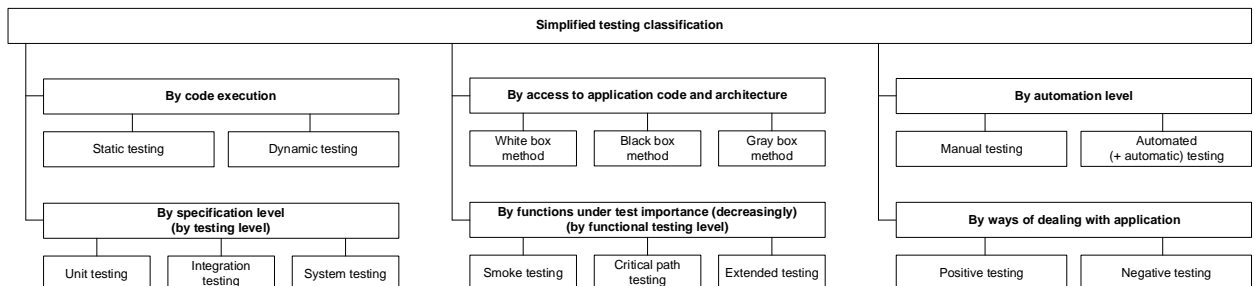 Simplified testing classification
By code execution
Static testing
Dynamic testing
By specification level
(by testing level)
Unit testing
Integration
testing
System testing
By access to application code and architecture
White box
method
Black box
method
Gray box
method
By functions under test importance (decreasingly)
(by functional testing level)
Smoke testing
Critical path
testing
Extended testing
By automation level
Manual testing
Automated
(+ automatic) testing
By ways of dealing with application
Positive testing
Negative testing